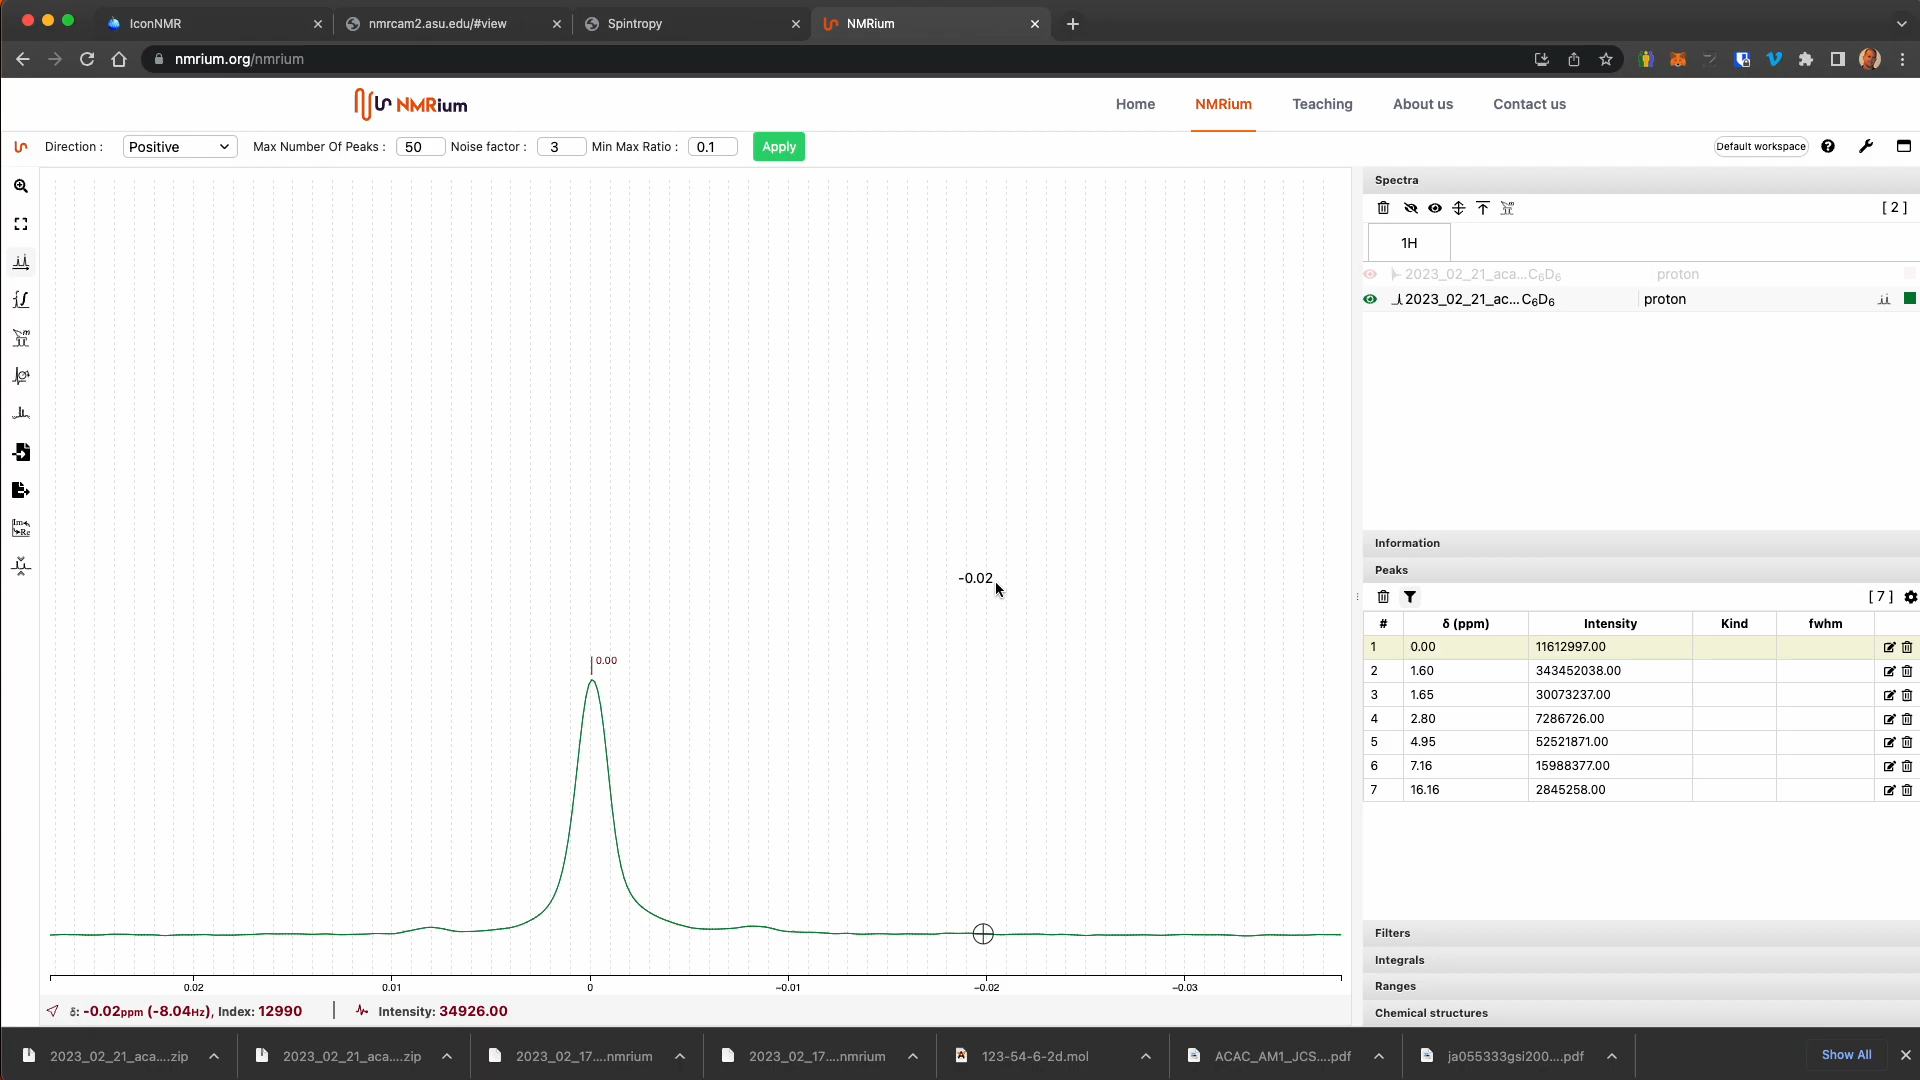 IconNMR
nmrcam2.asu.edu/#view
Spintropy
NMRium
nmrium.org/nmrium
NMRium
Home
NMRium
Teaching
About us
Contact us
Direction :
Positive
Max Number Of Peaks :
50
Noise factor :
3
Min Max Ratio :
0.1
Apply
Default workspace
Spectra
[ 2 ]
1H
2023_02_21_aca...C₆D₆ proton
2023_02_21_ac...C₆D₆ proton
-0.02
0.00
0.02 0.01 0 −0.01 −0.02 −0.03
δ: -0.02ppm (-8.04Hz), Index: 12990
Intensity: 34926.00
Information
Peaks
[ 7 ]
# δ (ppm) Intensity Kind fwhm
1 0.00 11612997.00
2 1.60 343452038.00
3 1.65 30073237.00
4 2.80 7286726.00
5 4.95 52521871.00
6 7.16 15988377.00
7 16.16 2845258.00
Filters
Integrals
Ranges
Chemical structures
2023_02_21_aca....zip
2023_02_21_aca....zip
2023_02_17....nmrium
2023_02_17....nmrium
123-54-6-2d.mol
ACAC_AM1_JCS....pdf
ja055333gsi200....pdf
Show All